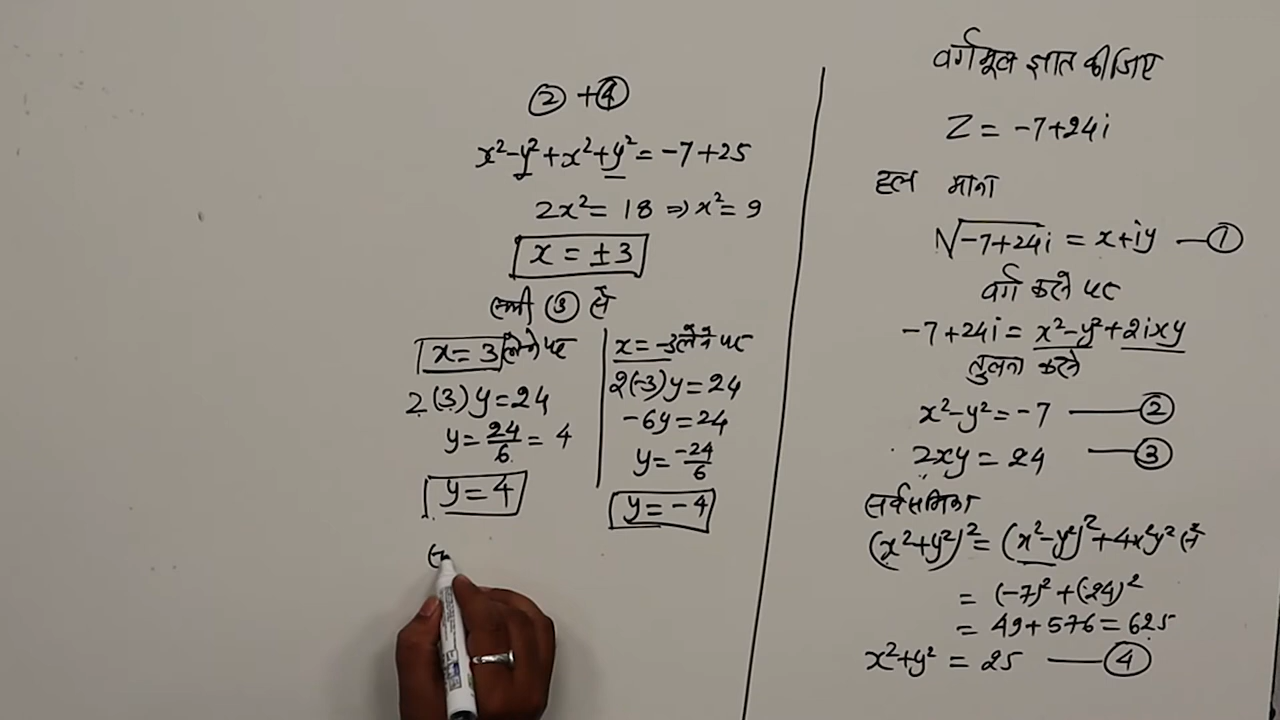 वर्गमूल ज्ञात कीजिए
Z = -7+24i
हल माना
√-7+24i = x+iy — ①
वर्ग करने पर
-7+24i = x²-y²+2ixy
तुलना करने
x²-y² = -7 — ②
2xy = 24 — ③
सर्वसमिका
(x²+y²)² = (x²-y²)²+4x²y²
= (-7)²+(24)²
= 49+576 = 625
x²+y² = 25 — ④
② + ④
x²-y²+x²+y² = -7+25
2x² = 18 ⇒ x² = 9
x = ±3
③ से
x = 3 लेने पर
2(3)y = 24
y = 24/6 = 4
y = 4
x = -3 लेने पर
2(-3)y = 24
-6y = 24
y = -24/6
y = -4